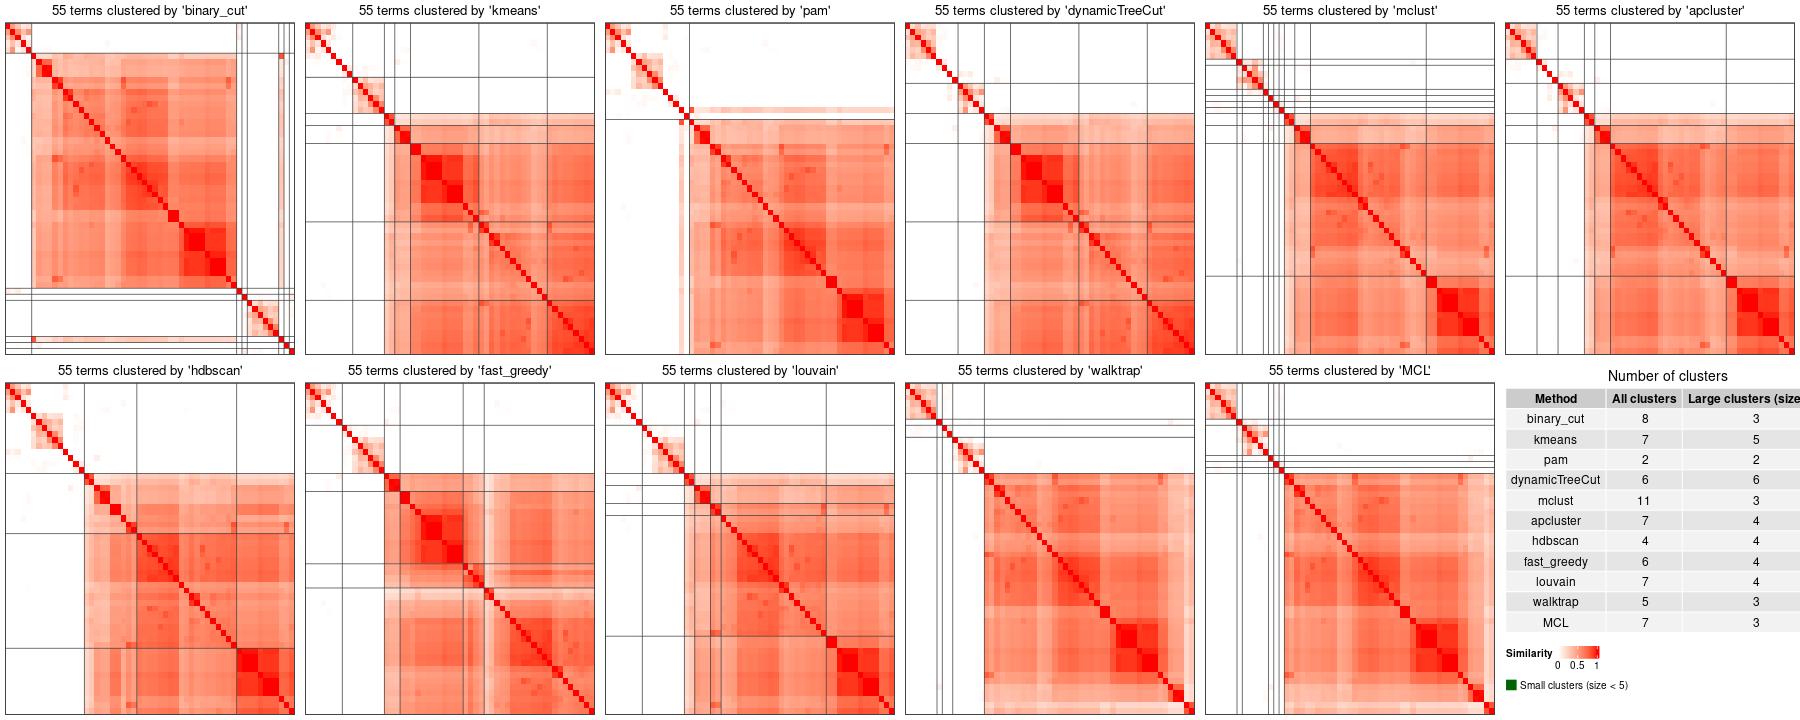 55 terms clustered by 'binary_cut'
55 terms clustered by 'kmeans'
55 terms clustered by 'pam'
55 terms clustered by 'dynamicTreeCut'
55 terms clustered by 'mclust'
55 terms clustered by 'apcluster'
55 terms clustered by 'hdbscan'
55 terms clustered by 'fast_greedy'
55 terms clustered by 'louvain'
55 terms clustered by 'walktrap'
55 terms clustered by 'MCL'
Number of clusters
Method All clusters Large clusters (size
binary_cut 8 3
kmeans 7 5
pam 2 2
dynamicTreeCut 6 6
mclust 11 3
apcluster 7 4
hdbscan 4 4
fast_greedy 6 4
louvain 7 4
walktrap 5 3
MCL 7 3
Similarity
0 0.5 1
Small clusters (size < 5)